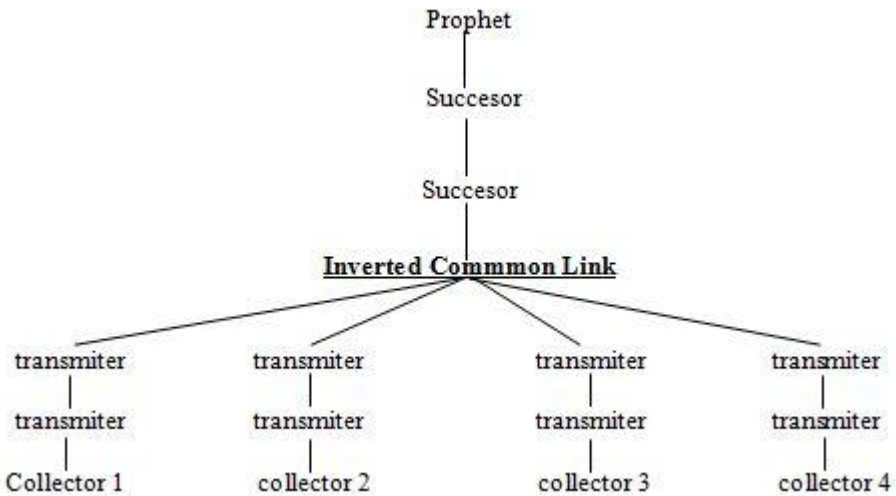 Prophet
Succesor
Succesor
Inverted Commmon Link
transmiter transmiter transmiter transmiter
transmiter transmiter transmiter transmiter
Collector 1 collector 2 collector 3 collector 4